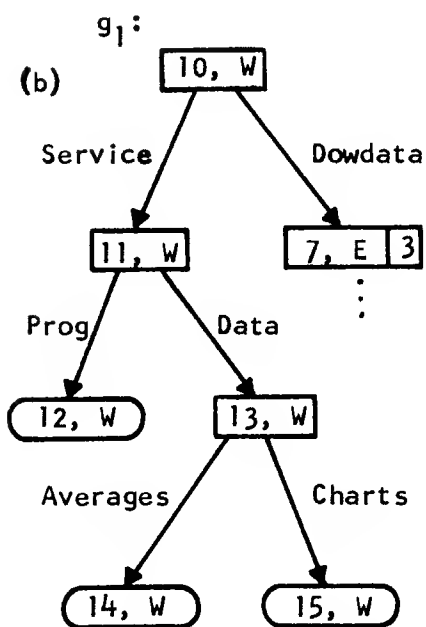 g1:
(b)
10, W
Service
Dowdata
11, W
7, E 3
Prog
Data
12, W
13, W
Averages
Charts
14, W
15, W